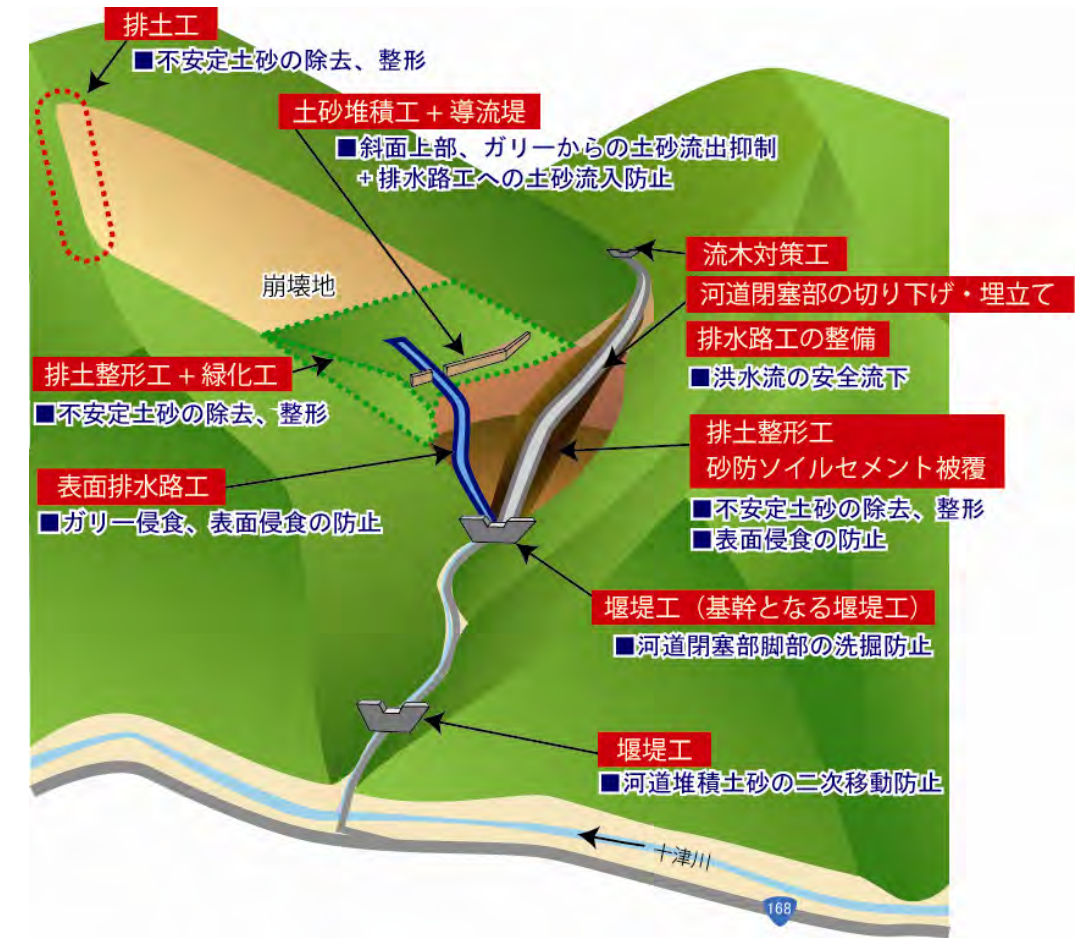 排土工
■不安定土砂の除去、整形
土砂堆積工+導流堤
■斜面上部、ガリーからの土砂流出抑制
+排水路工への土砂流入防止
流木対策工
河道閉塞部の切り下げ・埋立て
排水路工の整備
■洪水流の安全流下
崩壊地
排土整形工+緑化工
■不安定土砂の除去、整形
排土整形工
砂防ソイルセメント被覆
■不安定土砂の除去、整形
■表面侵食の防止
表面排水路工
■ガリー侵食、表面侵食の防止
堰堤工（基幹となる堰堤工）
■河道閉塞部脚部の洗掘防止
堰堤工
■河道堆積土砂の二次移動防止
十津川
168